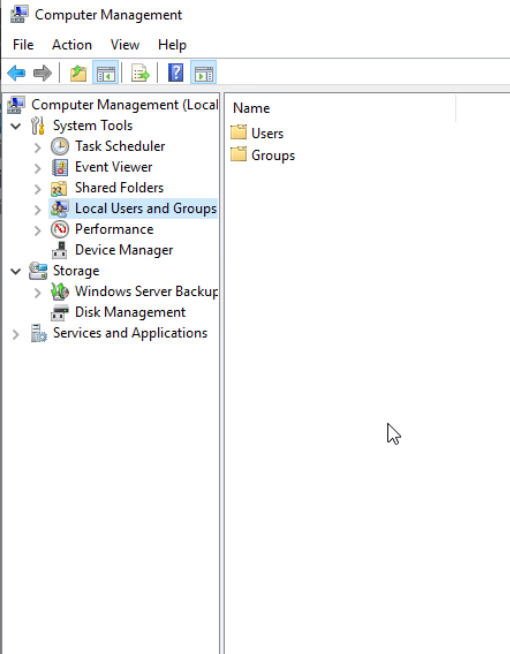 Computer Management
File Action View Help
Computer Management (Local
Name
System Tools
Users
Task Scheduler
Groups
Event Viewer
Shared Folders
Local Users and Groups
Performance
Device Manager
Storage
Windows Server Backup
Disk Management
Services and Applications